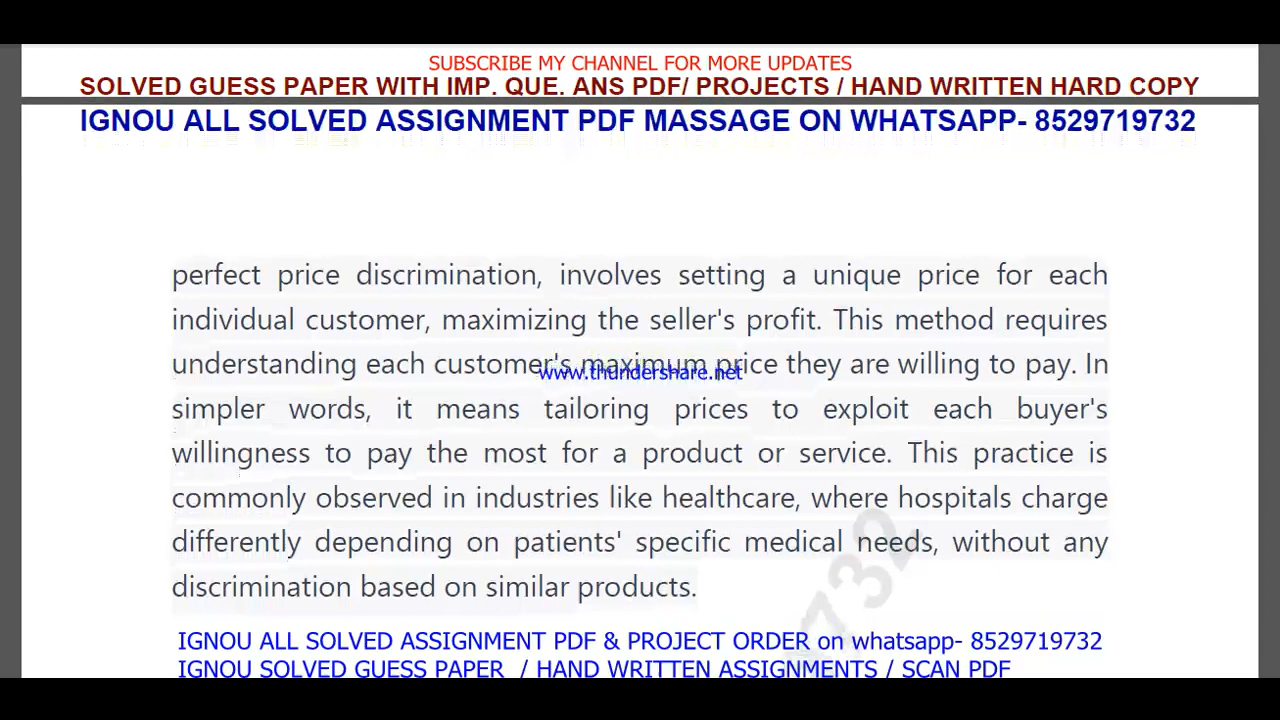 SUBSCRIBE MY CHANNEL FOR MORE UPDATES
SOLVED GUESS PAPER WITH IMP. QUE. ANS PDF/ PROJECTS / HAND WRITTEN HARD COPY
IGNOU ALL SOLVED ASSIGNMENT PDF MASSAGE ON WHATSAPP- 8529719732
perfect price discrimination, involves setting a unique price for each
individual customer, maximizing the seller's profit. This method requires
understanding each customer's maximum price they are willing to pay. In
www.thundershare.net
simpler words, it means tailoring prices to exploit each buyer's
willingness to pay the most for a product or service. This practice is
commonly observed in industries like healthcare, where hospitals charge
differently depending on patients' specific medical needs, without any
discrimination based on similar products.
9732
IGNOU ALL SOLVED ASSIGNMENT PDF & PROJECT ORDER on whatsapp- 8529719732
IGNOU SOLVED GUESS PAPER / HAND WRITTEN ASSIGNMENTS / SCAN PDF